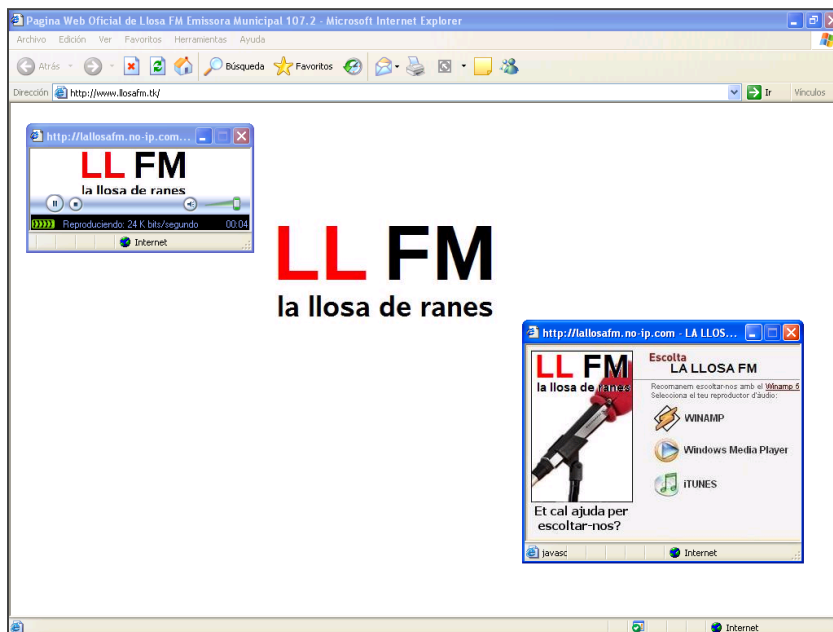 Pagina Web Oficial de Llosa FM Emissora Municipal 107.2 - Microsoft Internet Explorer
Archivo Edición Ver Favoritos Herramientas Ayuda
Atrás Búsqueda Favoritos
Dirección http://www.llosafm.tk/ Ir Vínculos
http://lallosafm.no-ip.com...
LL FM
la llosa de ranes
Reproduciendo: 24 K bits/segundo 00:04
Internet
LL FM
la llosa de ranes
http://lallosafm.no-ip.com - LA LLOS...
LL FM
la llosa de ranes
Escolta
LA LLOSA FM
Recomanem escoltar-nos amb el Winamp 5
Selecciona el teu reproductor d'àudio:
WINAMP
Windows Media Player
iTUNES
Et cal ajuda per
escoltar-nos?
javasc Internet
Internet